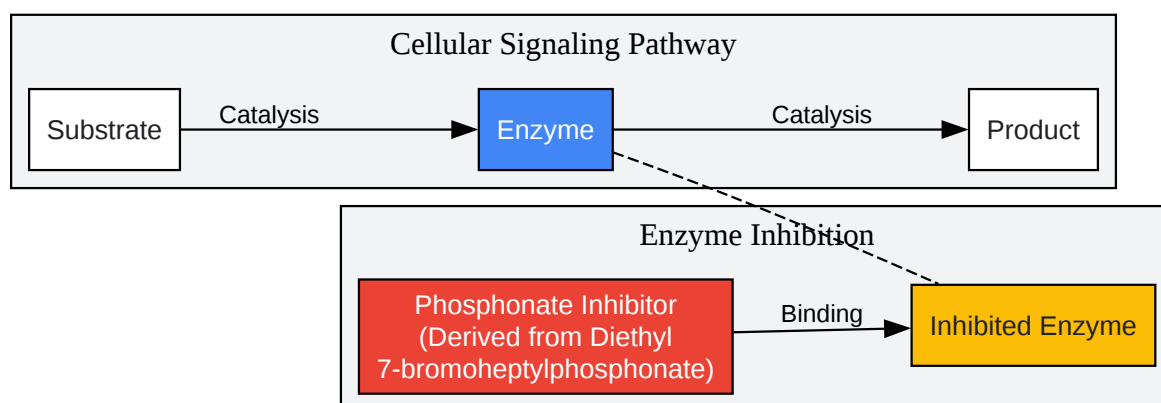 Cellular Signaling Pathway
Substrate
Catalysis
Enzyme
Catalysis
Product
Enzyme Inhibition
Phosphonate Inhibitor
(Derived from Diethyl
7-bromoheptylphosphonate)
Binding
Inhibited Enzyme